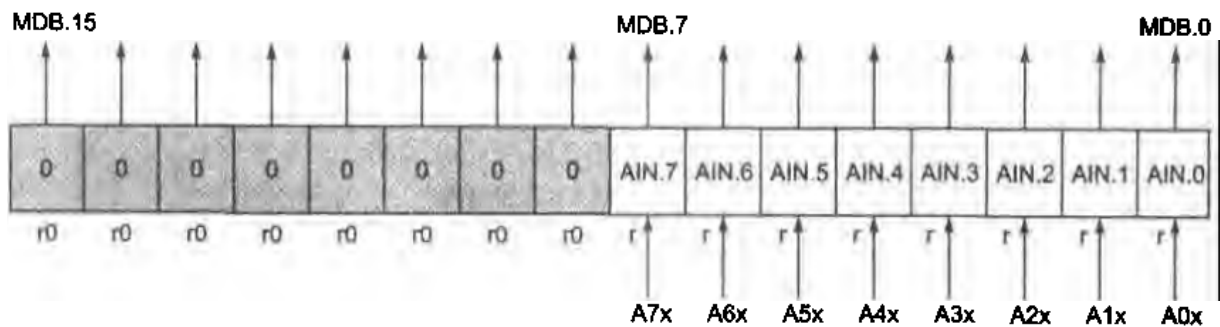 MDB.15 MDB.7 MDB.0
0 0 0 0 0 0 0 0 AIN.7 AIN.6 AIN.5 AIN.4 AIN.3 AIN.2 AIN.1 AIN.0
r0 r0 r0 r0 r0 r0 r0 r0 r r r r r r r r
A7x A6x A5x A4x A3x A2x A1x A0x